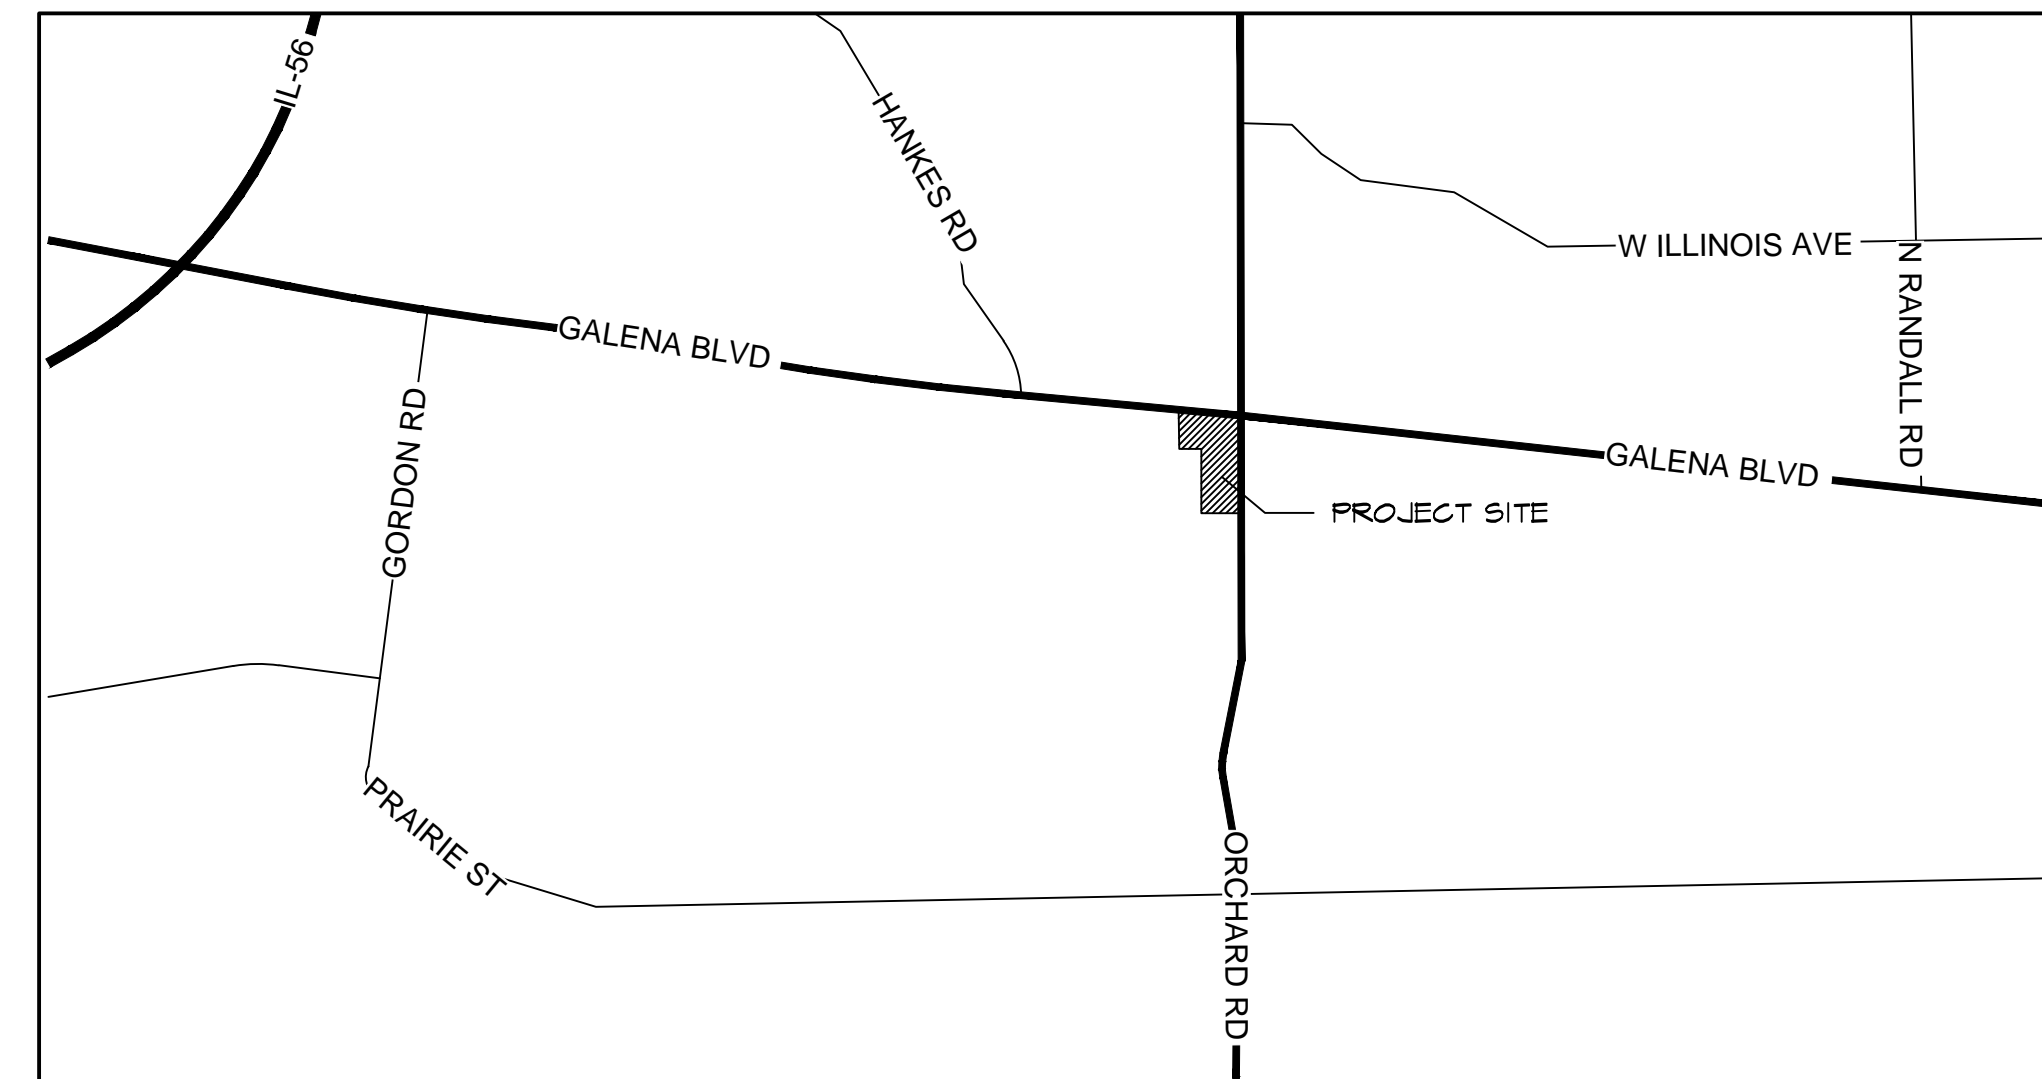 IL-56
HANKES RD
W ILLINOIS AVE
N RANDALL RD
GALENA BLVD
GORDON RD
GALENA BLVD
PROJECT SITE
PRAIRIE ST
ORCHARD RD